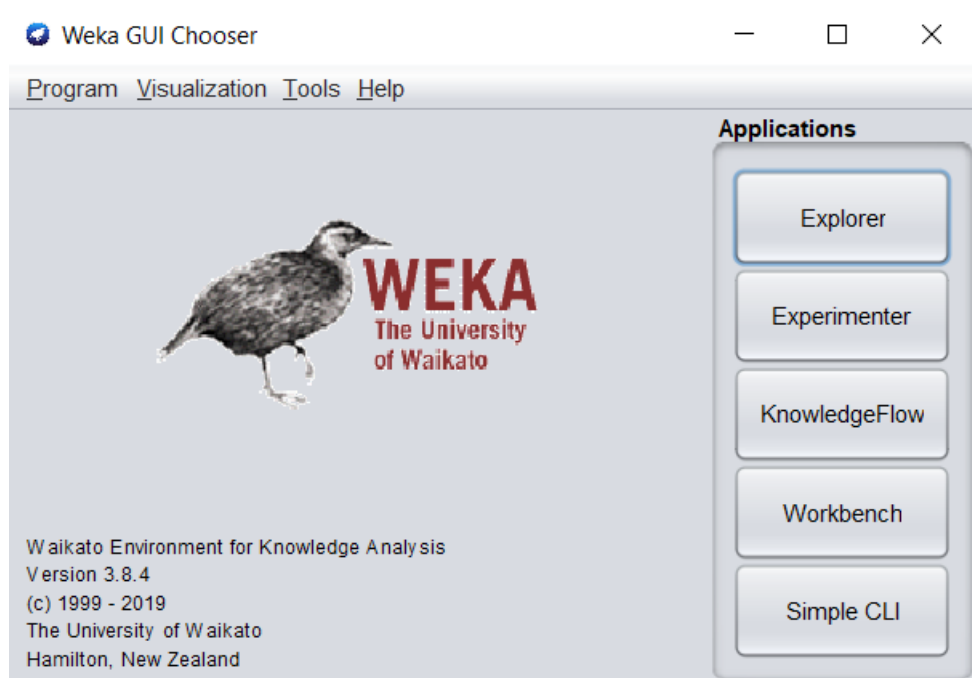 Weka GUI Chooser
Program Visualization Tools Help
Applications
Explorer
Experimenter
KnowledgeFlow
Workbench
Simple CLI
WEKA
The University
of Waikato
Waikato Environment for Knowledge Analysis
Version 3.8.4
(c) 1999 - 2019
The University of Waikato
Hamilton, New Zealand